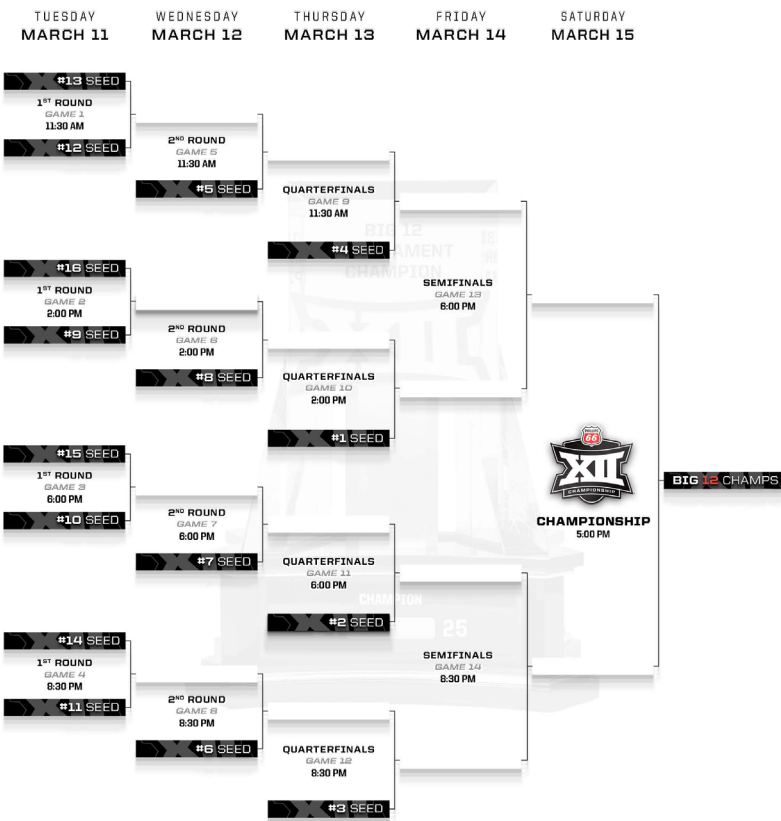 TUESDAY
MARCH 11
WEDNESDAY
MARCH 12
THURSDAY
MARCH 13
FRIDAY
MARCH 14
SATURDAY
MARCH 15
#13 SEED
1ST ROUND
GAME 1
11:30 AM
#12 SEED
#16 SEED
1ST ROUND
GAME 2
2:00 PM
#9 SEED
#15 SEED
1ST ROUND
GAME 3
6:00 PM
#10 SEED
#14 SEED
1ST ROUND
GAME 4
8:30 PM
#11 SEED
2ND ROUND
GAME 5
11:30 AM
#5 SEED
2ND ROUND
GAME 6
2:00 PM
#8 SEED
2ND ROUND
GAME 7
6:00 PM
#7 SEED
2ND ROUND
GAME 8
8:30 PM
#6 SEED
QUARTERFINALS
GAME 9
11:30 AM
#4 SEED
QUARTERFINALS
GAME 10
2:00 PM
#1 SEED
QUARTERFINALS
GAME 11
6:00 PM
#2 SEED
QUARTERFINALS
GAME 12
8:30 PM
#3 SEED
SEMIFINALS
GAME 13
6:00 PM
SEMIFINALS
GAME 14
8:30 PM
PHILLIPS
66
XII
CHAMPIONSHIP
CHAMPIONSHIP
5:00 PM
BIG 12 CHAMPS
BIG 12
CHAMPION
CHAMPION
25